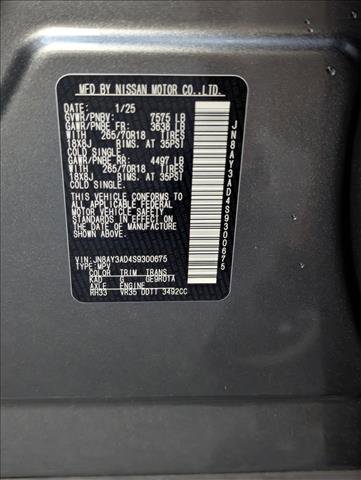 MFD BY NISSAN MOTOR CO.,LTD.
DATE: 1/25
GVWR/PNBV: 7575 LB
GAWR/PNBE FR: 3638 LB
WITH 265/70R18 TIRES
18X8J RIMS. AT 35PSI
COLD SINGLE.
GAWR/PNBE RR: 4497 LB
WITH 265/70R18 TIRES
18X8J RIMS. AT 35PSI
COLD SINGLE.
THIS VEHICLE CONFORMS TO
ALL APPLICABLE FEDERAL
MOTOR VEHICLE SAFETY
STANDARDS IN EFFECT ON
THE DATE OF MANUFACTURE
SHOWN ABOVE.
VIN: JN8AY3AD4S9300675
TYPE: MPV
COLOR TRIM TRANS
KAD G GE9R01A
AXLE ENGINE
RH33 VR35 DDTT 3492CC
JN8AY3AD4S9300675